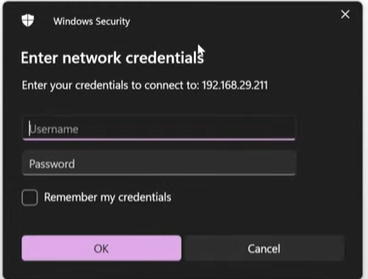 Windows Security
Enter network credentials
Enter your credentials to connect to: 192.168.29.211
Username
Password
Remember my credentials
OK
Cancel